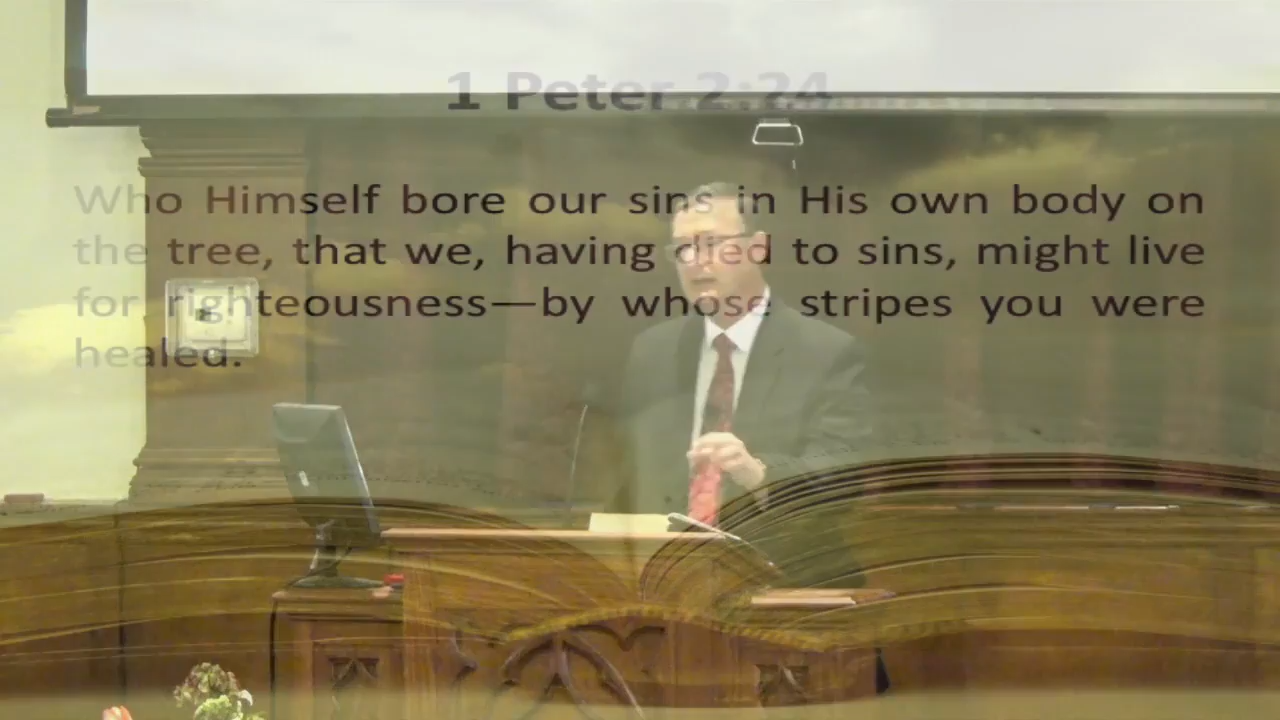 1 Peter 2:24
Who Himself bore our sins in His own body on
the tree, that we, having died to sins, might live
for righteousness—by whose stripes you were
healed.